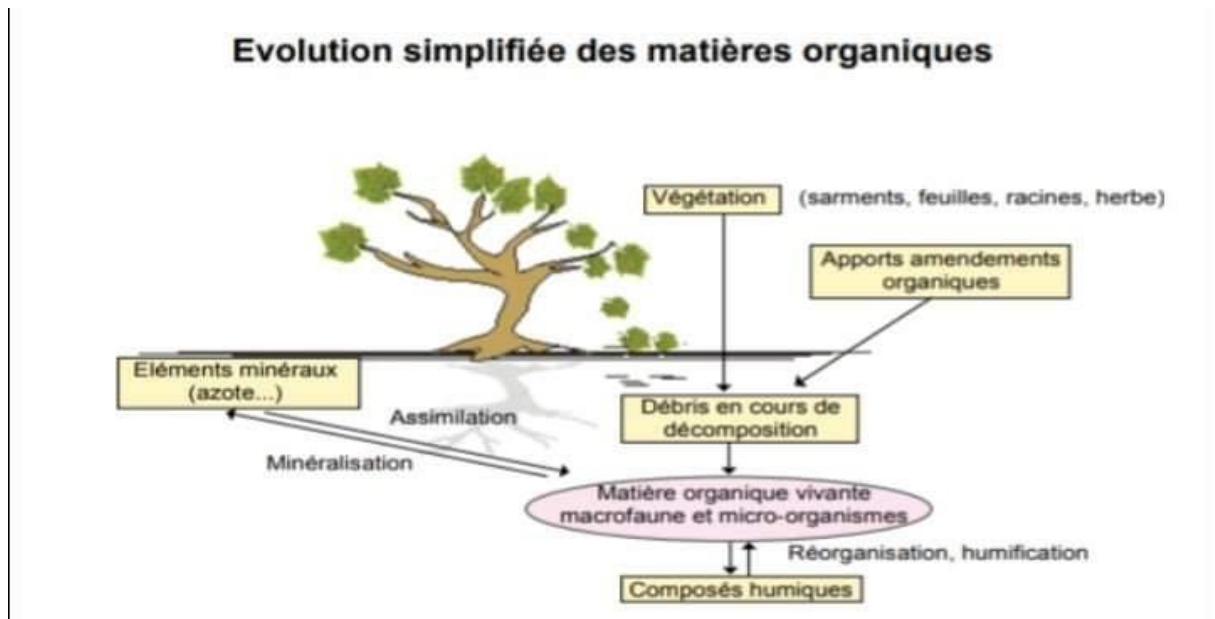 Evolution simplifiée des matières organiques
Végétation
(sarments, feuilles, racines, herbe)
Apports amendements
organiques
Eléments minéraux
(azote...)
Assimilation
Minéralisation
Débris en cours de
décomposition
Matière organique vivante
macrofaune et micro-organismes
Réorganisation, humification
Composés humiques